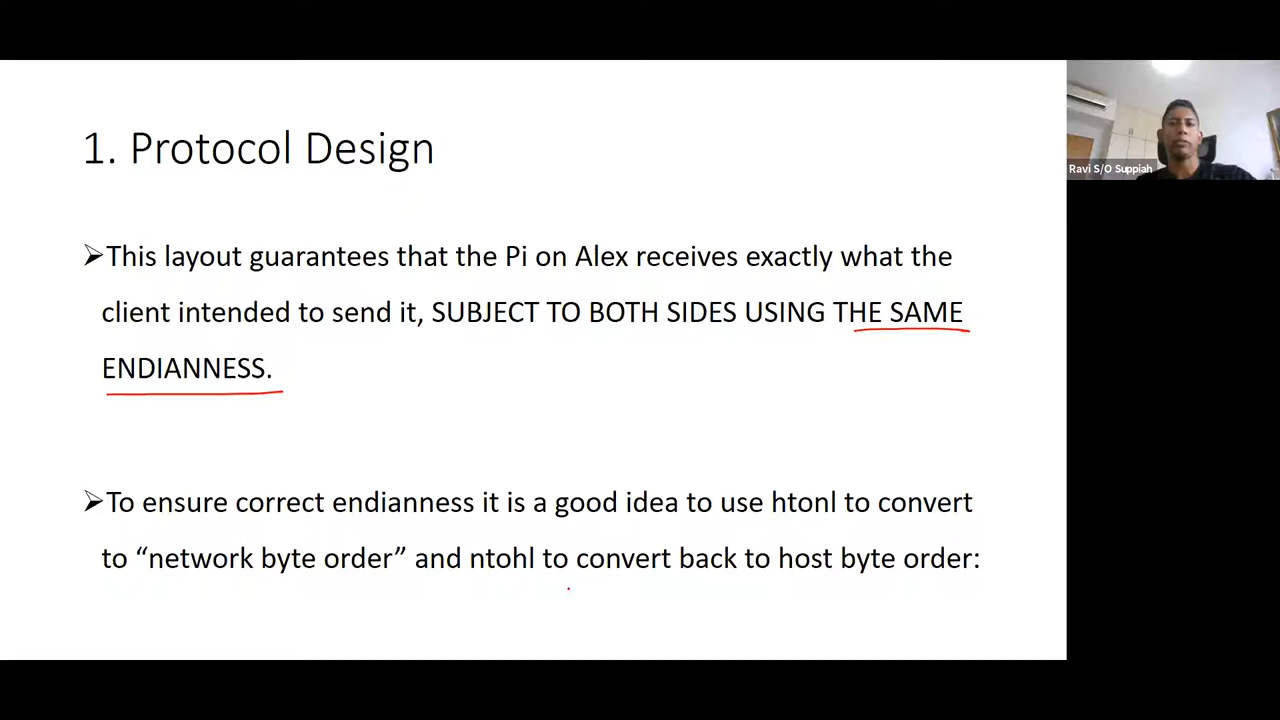 1. Protocol Design
Ravi S/O Suppiah
➢This layout guarantees that the Pi on Alex receives exactly what the
client intended to send it, SUBJECT TO BOTH SIDES USING THE SAME
ENDIANNESS.
➢To ensure correct endianness it is a good idea to use htonl to convert
to “network byte order” and ntohl to convert back to host byte order: